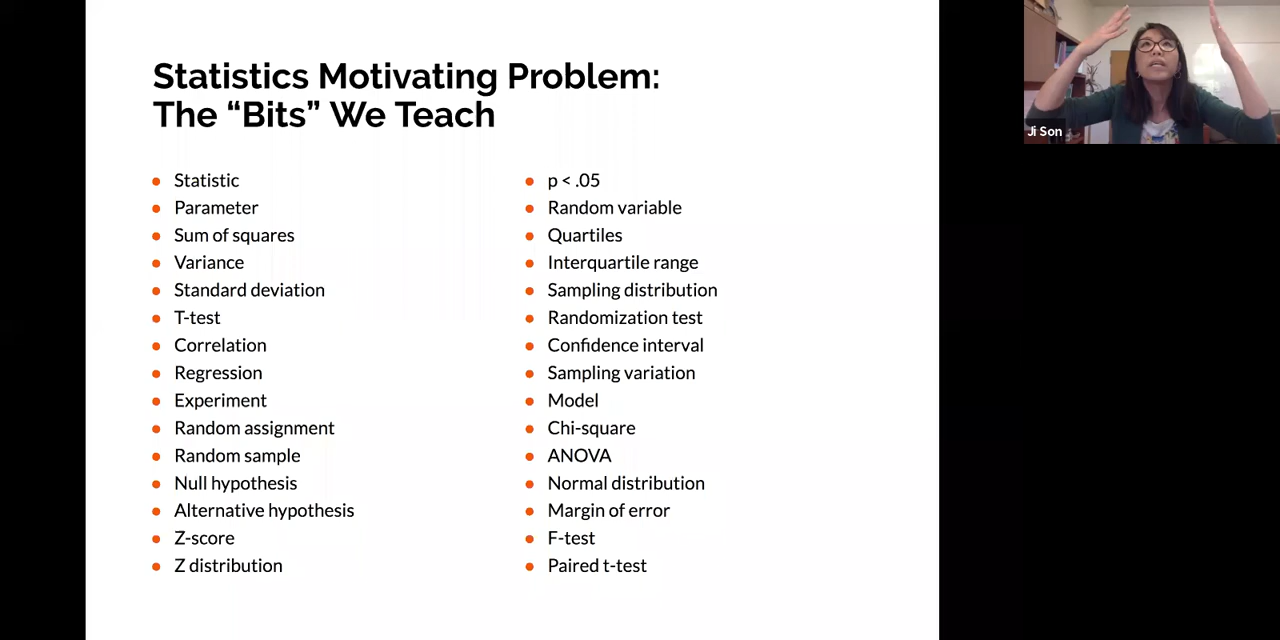 Statistics Motivating Problem:
The “Bits” We Teach
Statistic
Parameter
Sum of squares
Variance
Standard deviation
T-test
Correlation
Regression
Experiment
Random assignment
Random sample
Null hypothesis
Alternative hypothesis
Z-score
Z distribution
p < .05
Random variable
Quartiles
Interquartile range
Sampling distribution
Randomization test
Confidence interval
Sampling variation
Model
Chi-square
ANOVA
Normal distribution
Margin of error
F-test
Paired t-test
Ji Son